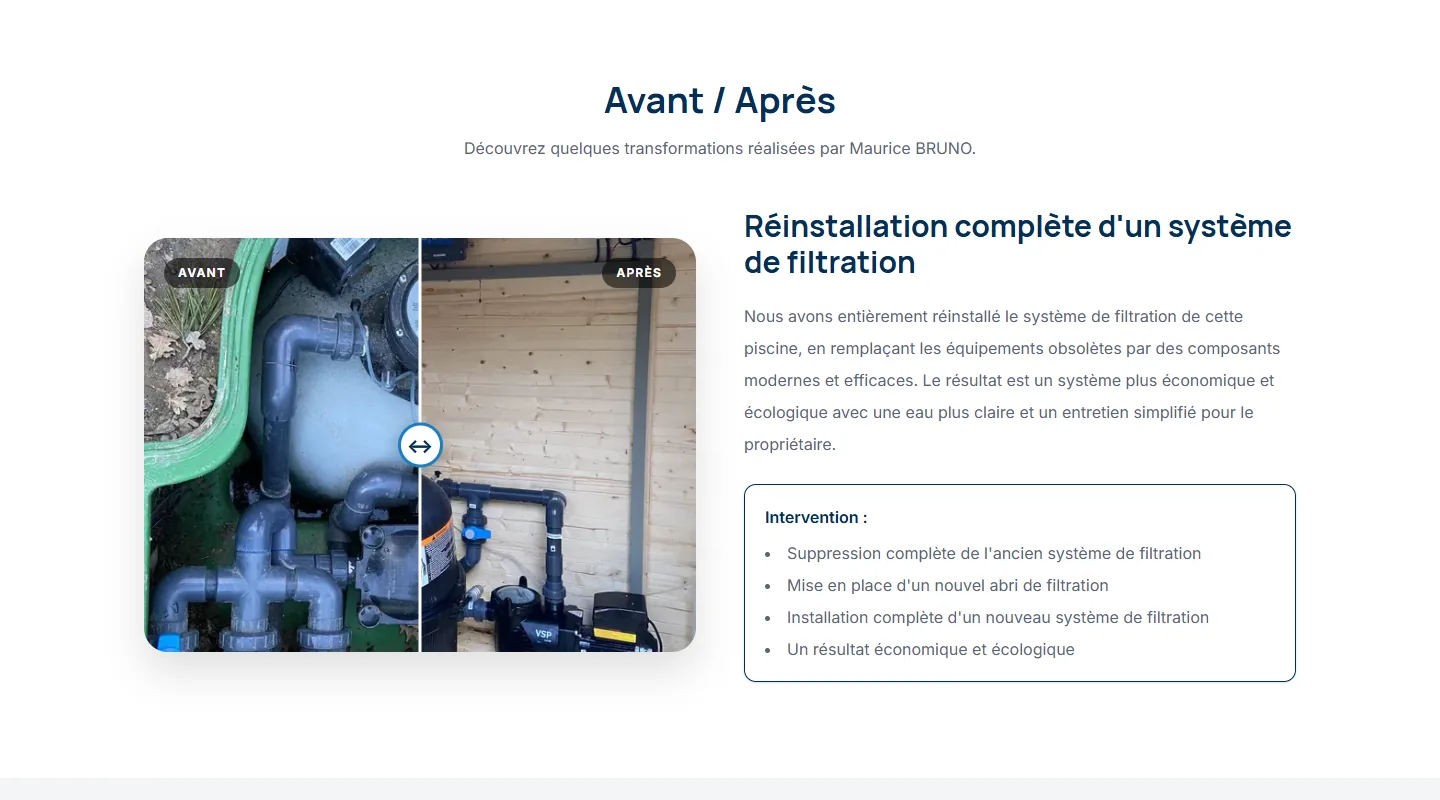 Avant / Après
Découvrez quelques transformations réalisées par Maurice BRUNO.
AVANT
APRÈS
VSP
Réinstallation complète d'un système
de filtration
Nous avons entièrement réinstallé le système de filtration de cette
piscine, en remplaçant les équipements obsolètes par des composants
modernes et efficaces. Le résultat est un système plus économique et
écologique avec une eau plus claire et un entretien simplifié pour le
propriétaire.
Intervention :
Suppression complète de l'ancien système de filtration
Mise en place d'un nouvel abri de filtration
Installation complète d'un nouveau système de filtration
Un résultat économique et écologique